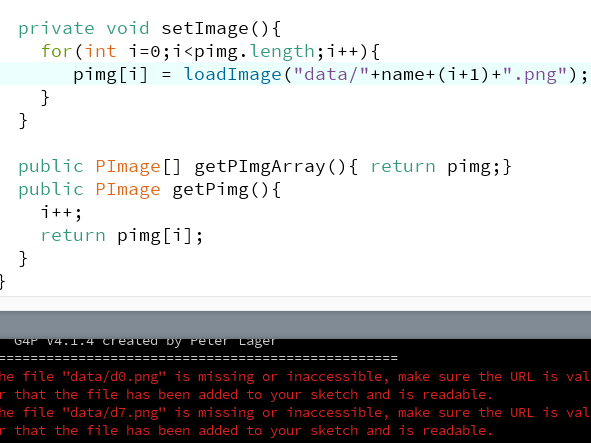 private void setImage(){
for(int i=0;i<pimg.length;i++){
pimg[i] = loadImage("data/"+name+(i+1)+".png");
}
}
public PImage[] getPImgArray(){ return pimg;}
public PImage getPimg(){
i++;
return pimg[i];
}
}
G4P V4.1.4 created by Peter Lager
===================================================
he file "data/d0.png" is missing or inaccessible, make sure the URL is val
r that the file has been added to your sketch and is readable.
he file "data/d7.png" is missing or inaccessible, make sure the URL is val
r that the file has been added to your sketch and is readable.